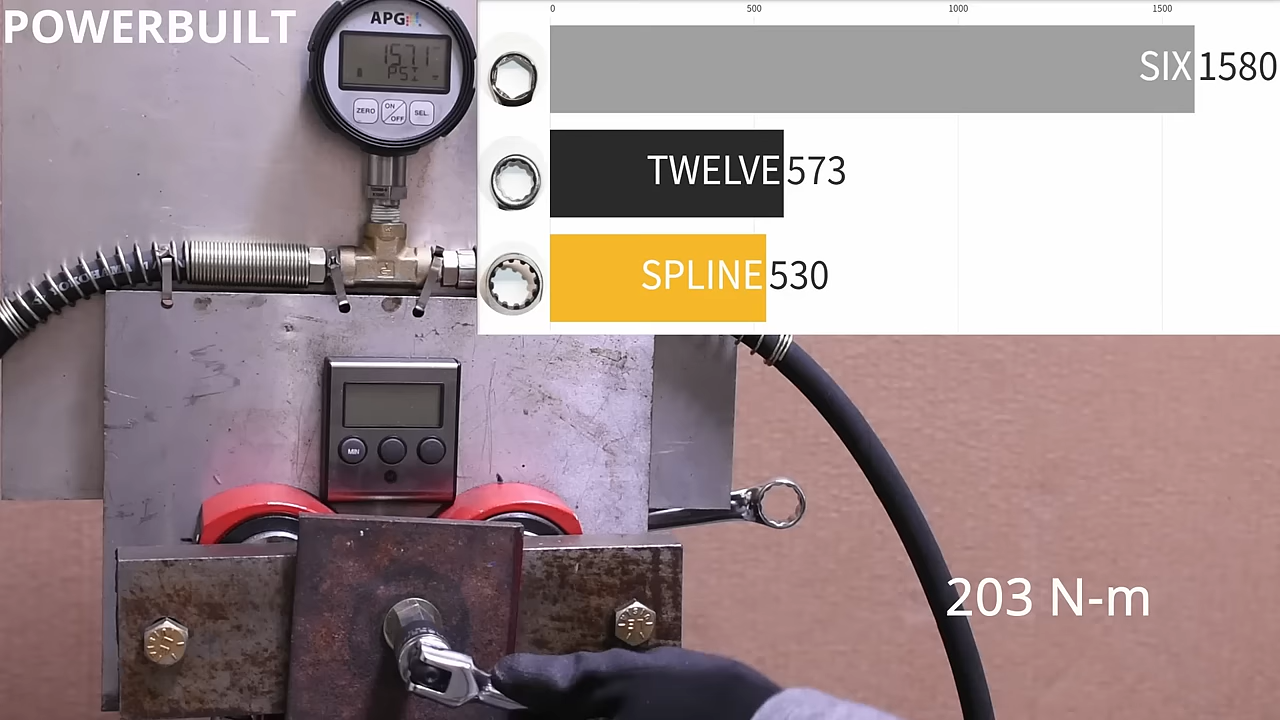 POWERBUILT
APG
1571
PSI
ZERO
ON/OFF
SEL.
0
500
1000
1500
SIX 1580
TWELVE 573
SPLINE 530
YOKOHAMA
MIN
203 N-m